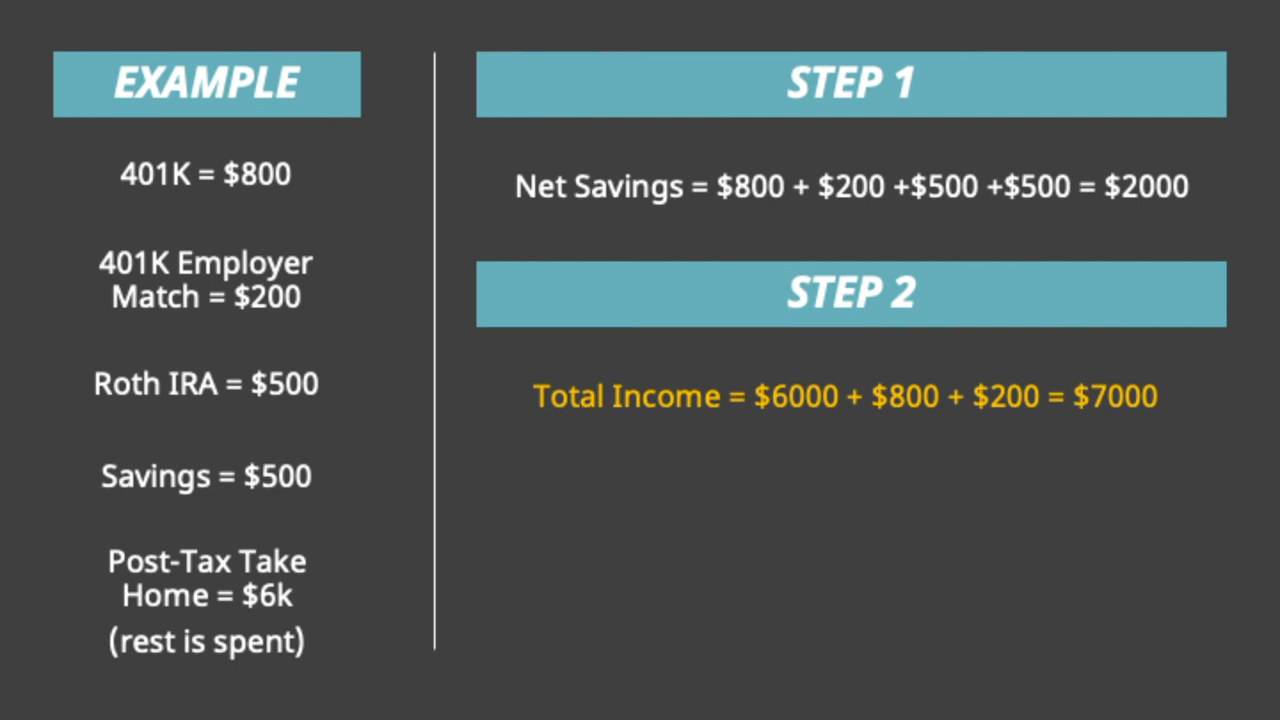 EXAMPLE
401K = $800
401K Employer
Match = $200
Roth IRA = $500
Savings = $500
Post-Tax Take
Home = $6k
(rest is spent)
STEP 1
Net Savings = $800 + $200 +$500 +$500 = $2000
STEP 2
Total Income = $6000 + $800 + $200 = $7000